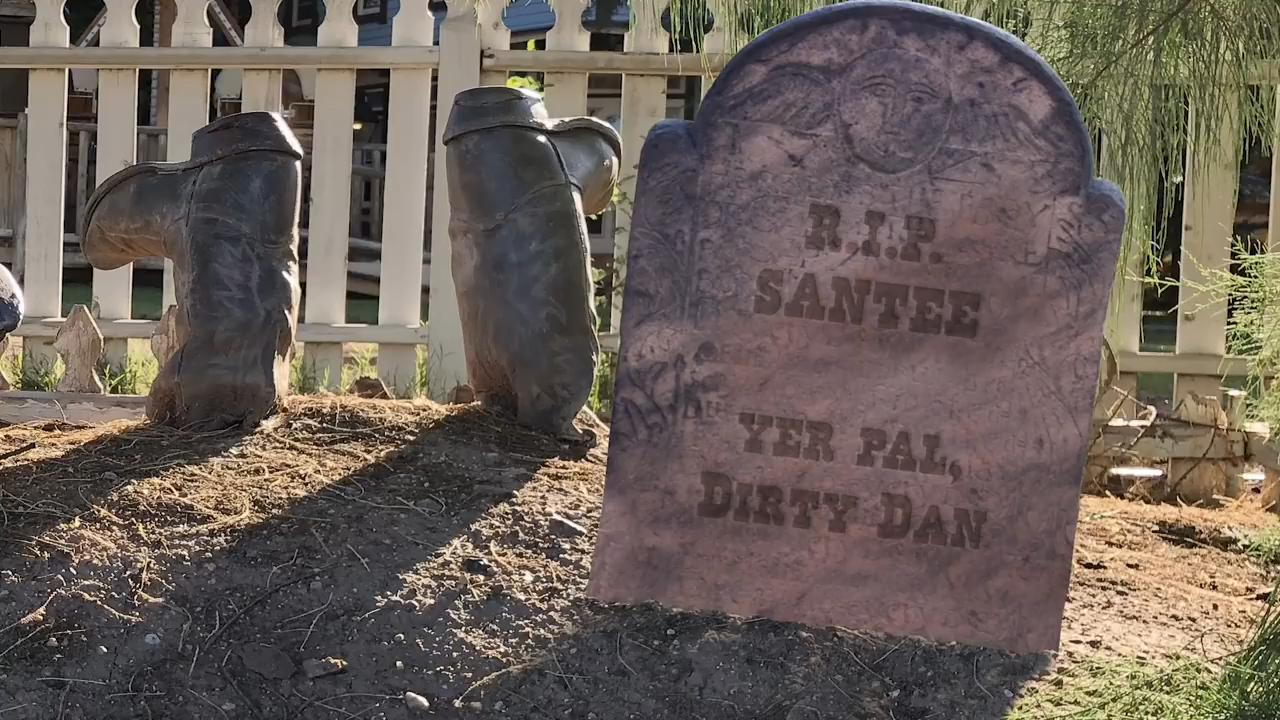 R.I.P.
SANTEE
YER PAL,
DIRTY DAN